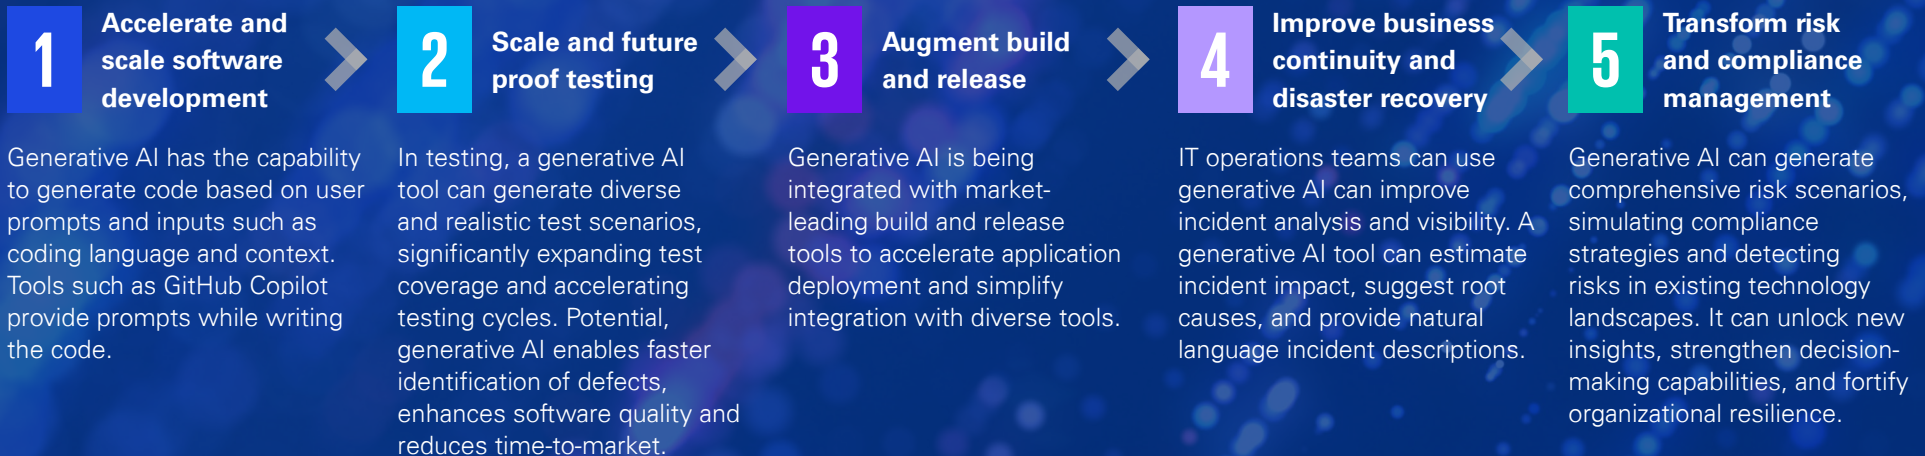 1
Accelerate and
scale software
development
Generative AI has the capability
to generate code based on user
prompts and inputs such as
coding language and context.
Tools such as GitHub Copilot
provide prompts while writing
the code.
2
Scale and future
proof testing
In testing, a generative AI
tool can generate diverse
and realistic test scenarios,
significantly expanding test
coverage and accelerating
testing cycles. Potential,
generative AI enables faster
identification of defects,
enhances software quality and
reduces time-to-market.
3
Augment build
and release
Generative AI is being
integrated with market-
leading build and release
tools to accelerate application
deployment and simplify
integration with diverse tools.
4
Improve business
continuity and
disaster recovery
IT operations teams can use
generative AI can improve
incident analysis and visibility. A
generative AI tool can estimate
incident impact, suggest root
causes, and provide natural
language incident descriptions.
5
Transform risk
and compliance
management
Generative AI can generate
comprehensive risk scenarios,
simulating compliance
strategies and detecting
risks in existing technology
landscapes. It can unlock new
insights, strengthen decision-
making capabilities, and fortify
organizational resilience.